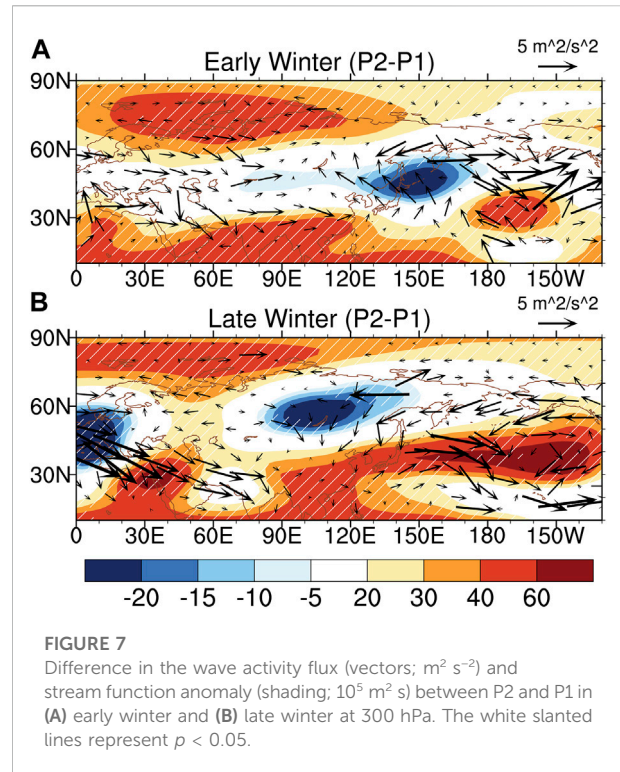 A
Early Winter (P2-P1)
5 m^2/s^2
90N
60N
30N
0 30E 60E 90E 120E 150E 180 150W
B
Late Winter (P2-P1)
5 m^2/s^2
90N
60N
30N
0 30E 60E 90E 120E 150E 180 150W
-20 -15 -10 -5 20 30 40 60
FIGURE 7
Difference in the wave activity flux (vectors; m² s⁻²) and
stream function anomaly (shading; 10⁵ m² s) between P2 and P1 in
(A) early winter and (B) late winter at 300 hPa. The white slanted
lines represent p < 0.05.